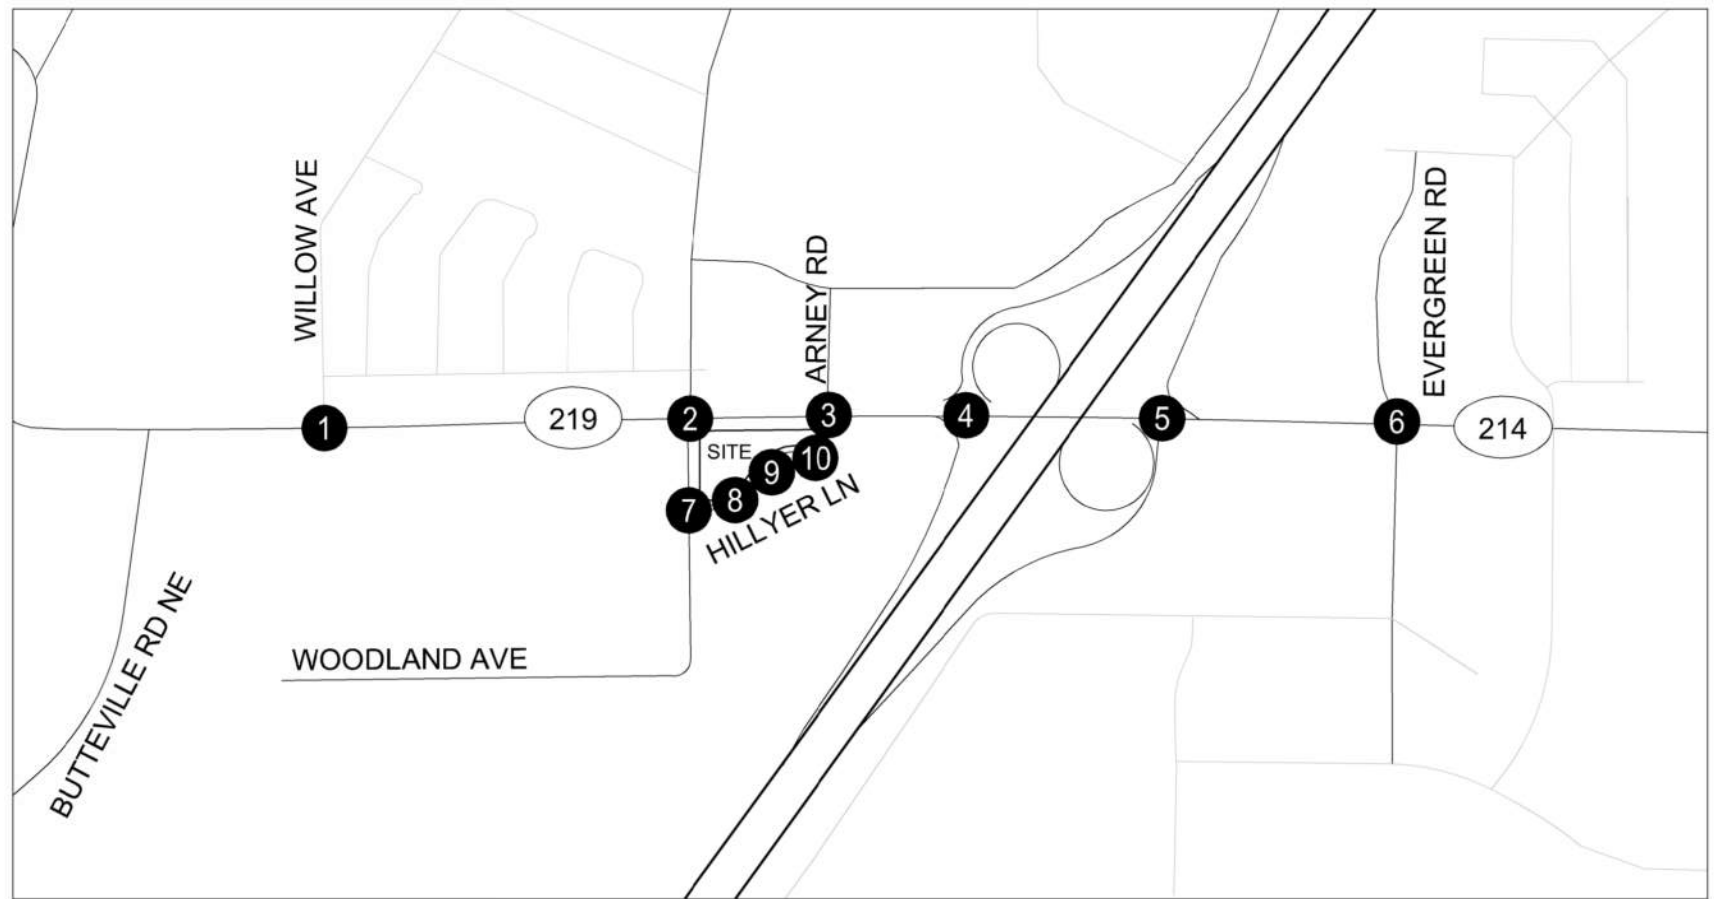 WILLOW AVE
ARNEY RD
EVERGREEN RD
1
219
2
3
4
5
6
214
SITE
7
8
9
10
HILLYER LN
WOODLAND AVE
BUTTEVILLE RD NE